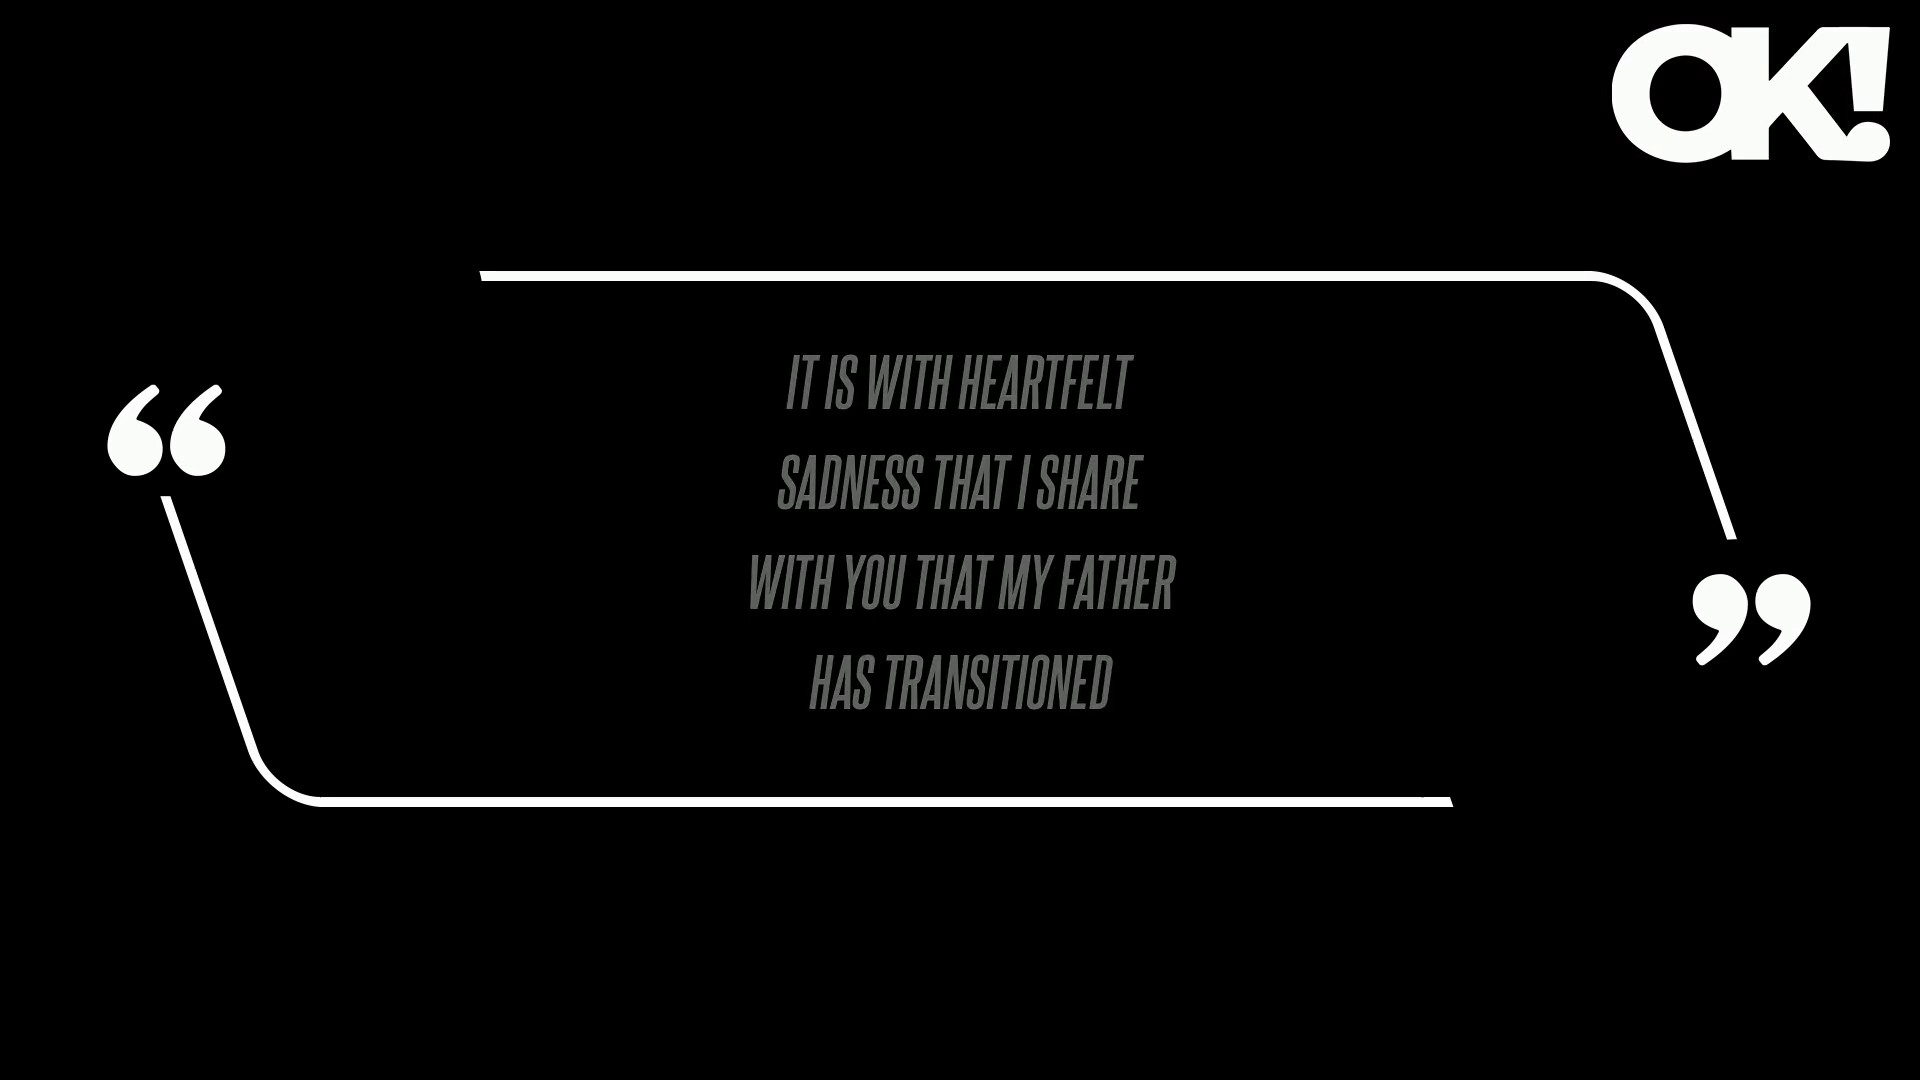 OK!
“
IT IS WITH HEARTFELT
SADNESS THAT I SHARE
WITH YOU THAT MY FATHER
HAS TRANSITIONED
”